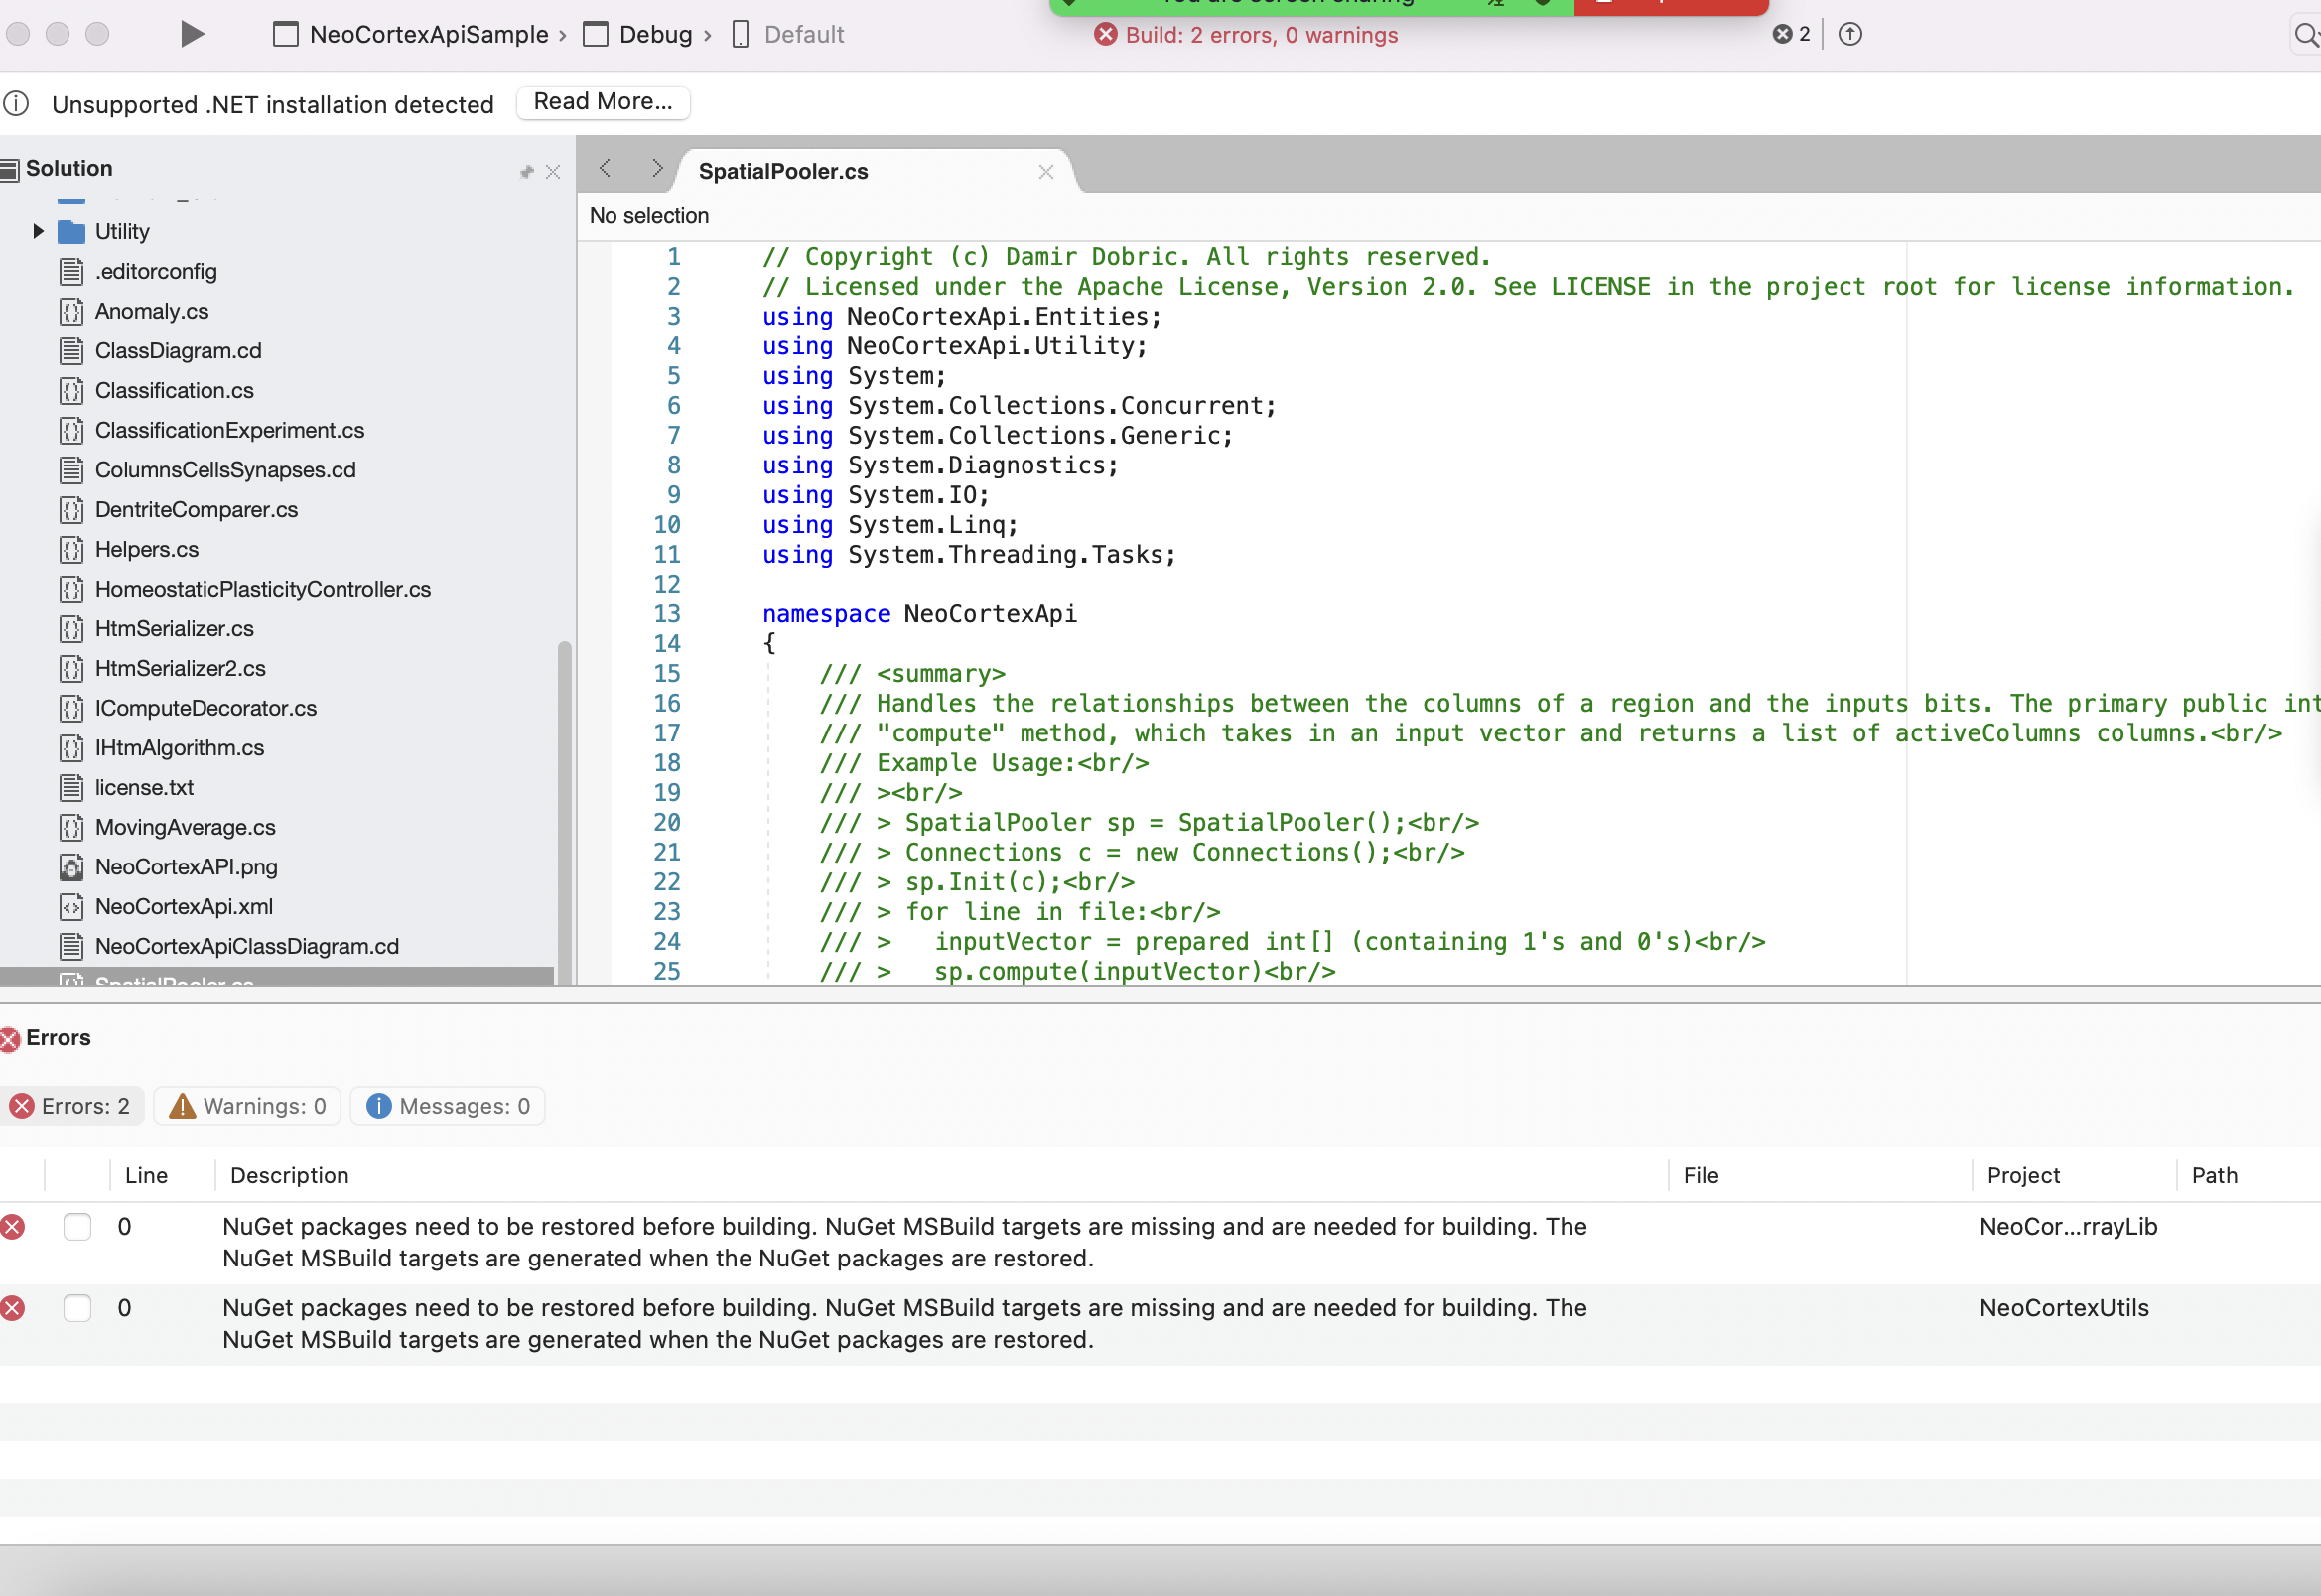 You are screen sharing
NeoCortexApiSample › Debug › Default
Build: 2 errors, 0 warnings
2
Unsupported .NET installation detected
Read More...
Solution
Utility
.editorconfig
Anomaly.cs
ClassDiagram.cd
Classification.cs
ClassificationExperiment.cs
ColumnsCellsSynapses.cd
DentriteComparer.cs
Helpers.cs
HomeostaticPlasticityController.cs
HtmSerializer.cs
HtmSerializer2.cs
IComputeDecorator.cs
IHtmAlgorithm.cs
license.txt
MovingAverage.cs
NeoCortexAPI.png
NeoCortexApi.xml
NeoCortexApiClassDiagram.cd
SpatialPooler.cs
SpatialPooler.cs
No selection
1 // Copyright (c) Damir Dobric. All rights reserved.
2 // Licensed under the Apache License, Version 2.0. See LICENSE in the project root for license information.
3 using NeoCortexApi.Entities;
4 using NeoCortexApi.Utility;
5 using System;
6 using System.Collections.Concurrent;
7 using System.Collections.Generic;
8 using System.Diagnostics;
9 using System.IO;
10 using System.Linq;
11 using System.Threading.Tasks;
12
13 namespace NeoCortexApi
14 {
15 /// <summary>
16 /// Handles the relationships between the columns of a region and the inputs bits. The primary public int
17 /// "compute" method, which takes in an input vector and returns a list of activeColumns columns.<br/>
18 /// Example Usage:<br/>
19 /// ><br/>
20 /// > SpatialPooler sp = SpatialPooler();<br/>
21 /// > Connections c = new Connections();<br/>
22 /// > sp.Init(c);<br/>
23 /// > for line in file:<br/>
24 /// >   inputVector = prepared int[] (containing 1's and 0's)<br/>
25 /// >   sp.compute(inputVector)<br/>
Errors
Errors: 2
Warnings: 0
Messages: 0
Line Description File Project Path
0 NuGet packages need to be restored before building. NuGet MSBuild targets are missing and are needed for building. The NeoCor...rrayLib
NuGet MSBuild targets are generated when the NuGet packages are restored.
0 NuGet packages need to be restored before building. NuGet MSBuild targets are missing and are needed for building. The NeoCortexUtils
NuGet MSBuild targets are generated when the NuGet packages are restored.